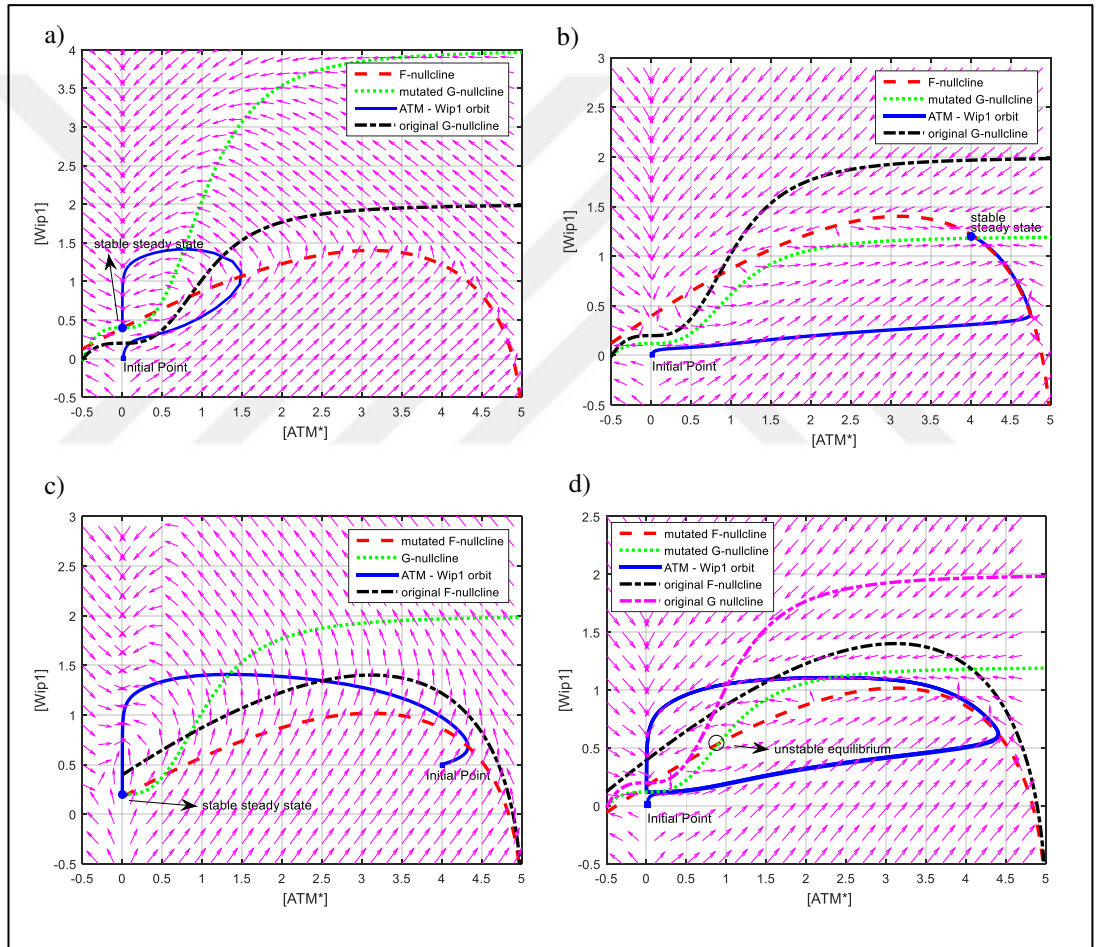 a)
4
3.5
3
2.5
2
1.5
1
0.5
0
-0.5
[Wip1]
F-nullcline
mutated G-nullcline
ATM - Wip1 orbit
original G-nullcline
stable steady state
Initial Point
-0.5 0 0.5 1 1.5 2 2.5 3 3.5 4 4.5 5
[ATM*]
b)
3
2.5
2
1.5
1
0.5
0
-0.5
[Wip1]
F-nullcline
mutated G-nullcline
ATM - Wip1 orbit
original G-nullcline
stable
steady state
Initial Point
-0.5 0 0.5 1 1.5 2 2.5 3 3.5 4 4.5 5
[ATM*]
c)
3
2.5
2
1.5
1
0.5
0
-0.5
[Wip1]
mutated F-nullcline
G-nullcline
ATM - Wip1 orbit
original F-nullcline
Initial Point
stable steady state
-0.5 0 0.5 1 1.5 2 2.5 3 3.5 4 4.5 5
[ATM*]
d)
2.5
2
1.5
1
0.5
0
-0.5
[Wip1]
mutated F-nullcline
mutated G-nullcline
ATM - Wip1 orbit
original F-nullcline
original G nullcline
unstable equilibrium
Initial Point
-0.5 0 0.5 1 1.5 2 2.5 3 3.5 4 4.5 5
[ATM*]